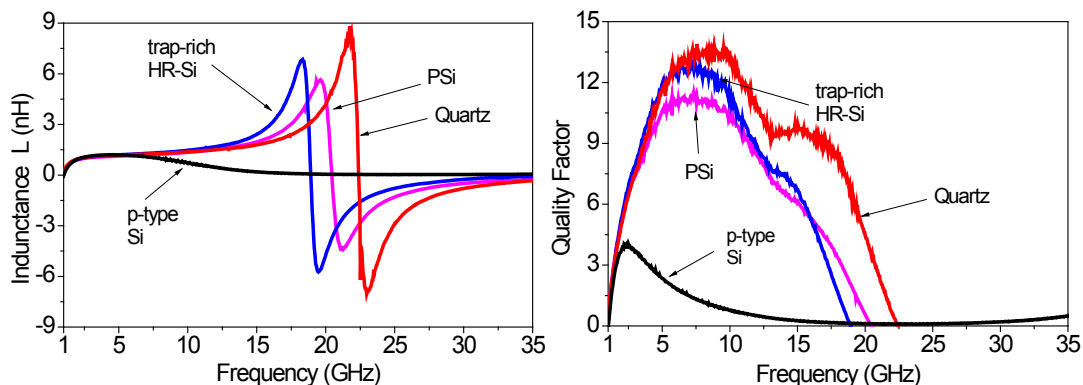 Inductance L (nH)
9
6
3
0
-3
-6
-9
trap-rich
HR-Si
PSi
Quartz
p-type
Si
1 5 10 15 20 25 30 35
Frequency (GHz)
Quality Factor
15
12
9
6
3
0
trap-rich
HR-Si
PSi
Quartz
p-type
Si
1 5 10 15 20 25 30 35
Frequency (GHz)